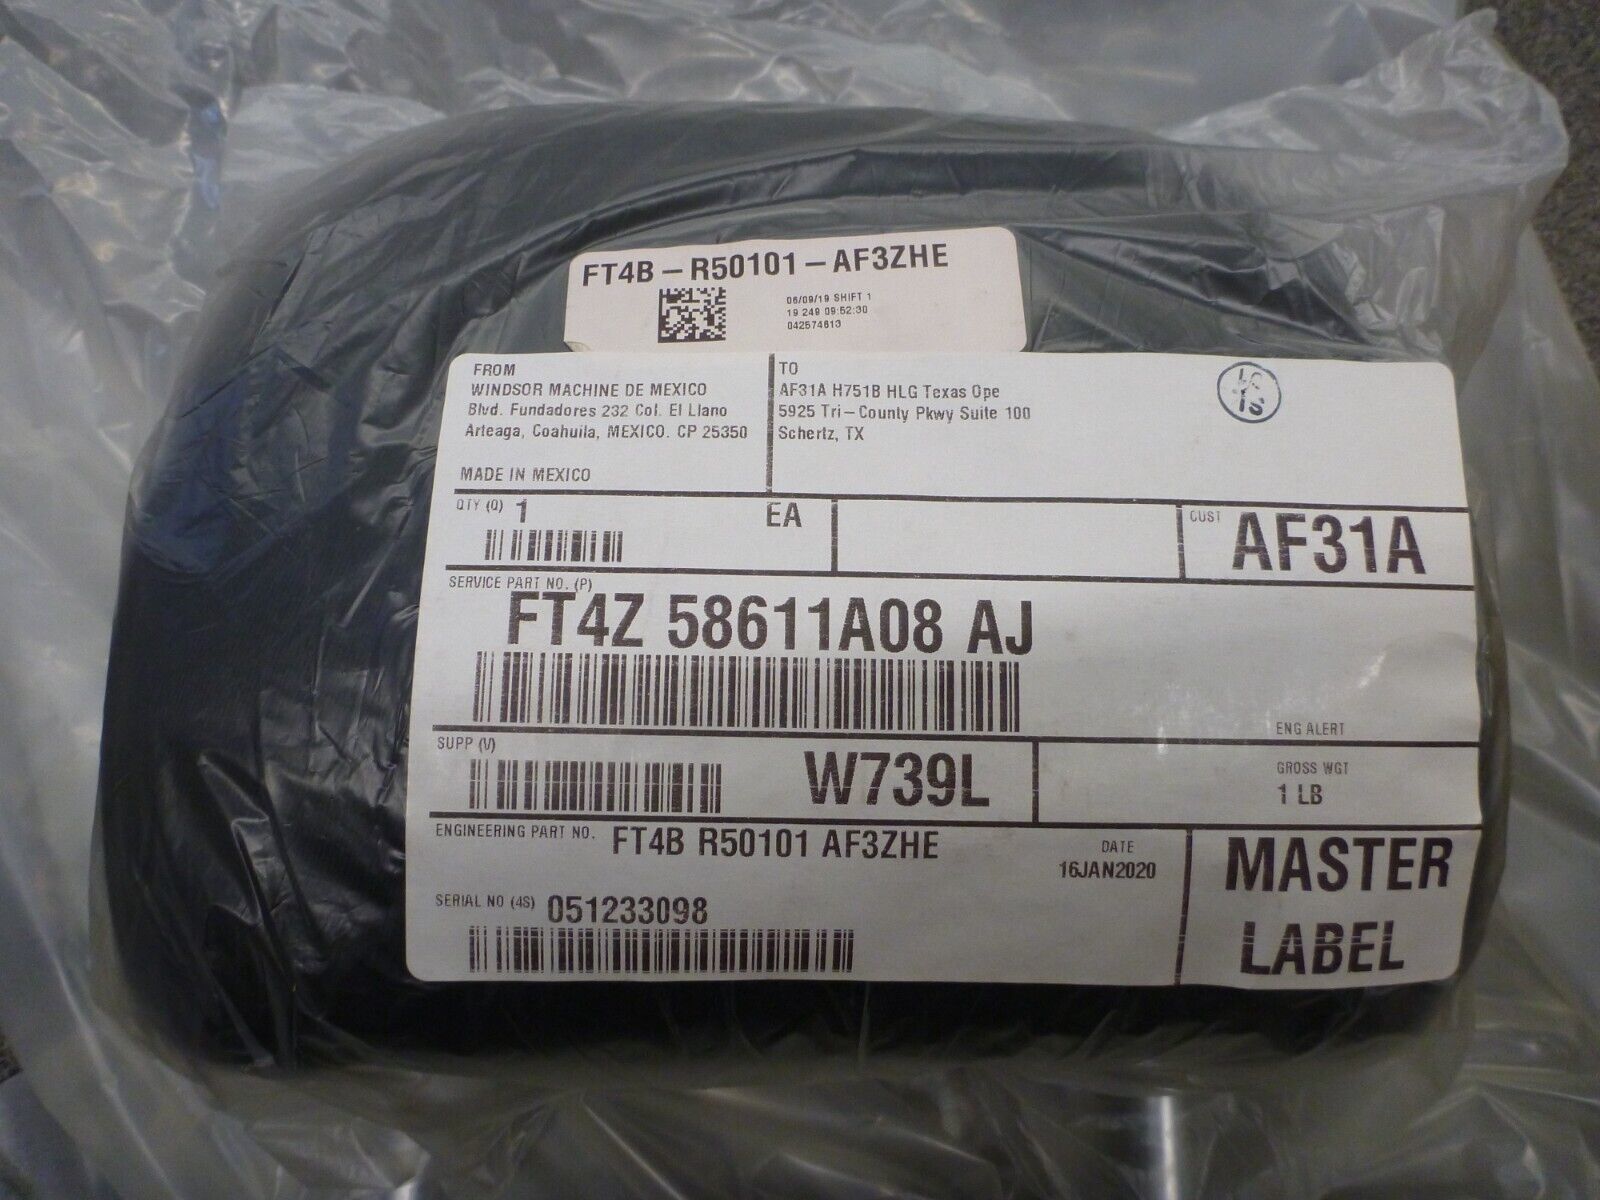 FT4B-R50101-AF3ZHE
06/09/19 SHIFT 1
19 249 09:52:30
042574613
FROM
WINDSOR MACHINE DE MEXICO
Blvd. Fundadores 232 Col. El Llano
Arteaga, Coahuila, MEXICO. CP 25350
MADE IN MEXICO
TO
AF31A H751B HLG Texas Ope
5925 Tri-County Pkwy Suite 100
Schertz, TX
QTY (Q) 1 EA
CUST AF31A
SERVICE PART NO. (P)
FT4Z 58611A08 AJ
ENG ALERT
SUPP (V)
W739L
GROSS WGT
1 LB
ENGINEERING PART NO. FT4B R50101 AF3ZHE
DATE
16JAN2020
SERIAL NO (4S) 051233098
MASTER
LABEL